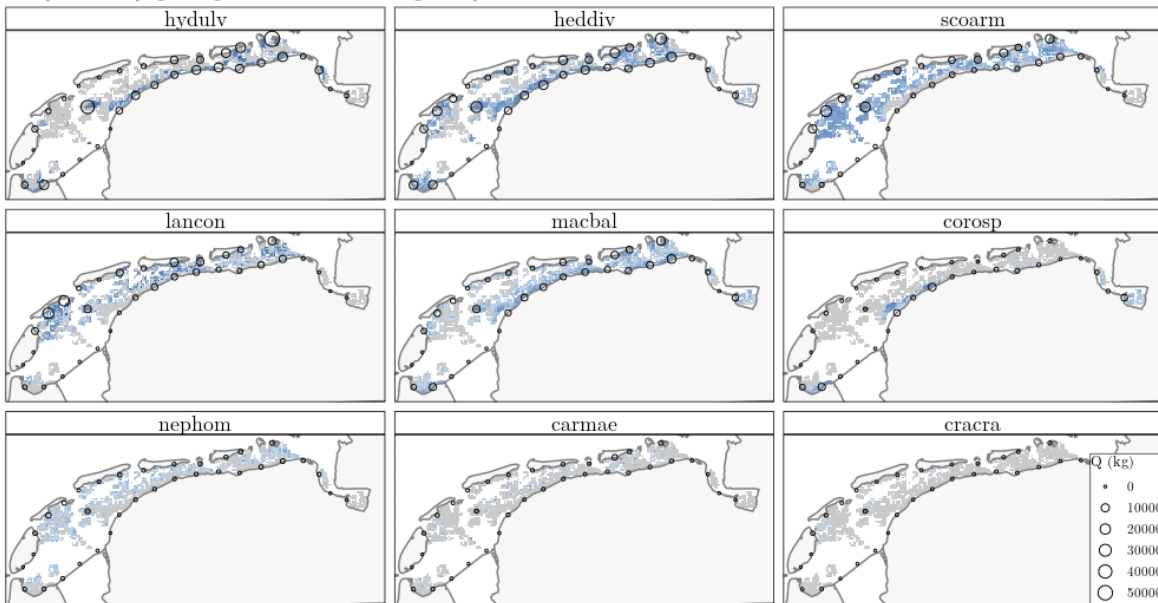 hydulv
heddiv
scoarm
lancon
macbal
corosp
nephom
carmae
cracra
Q (kg)
0
10000
20000
30000
40000
50000